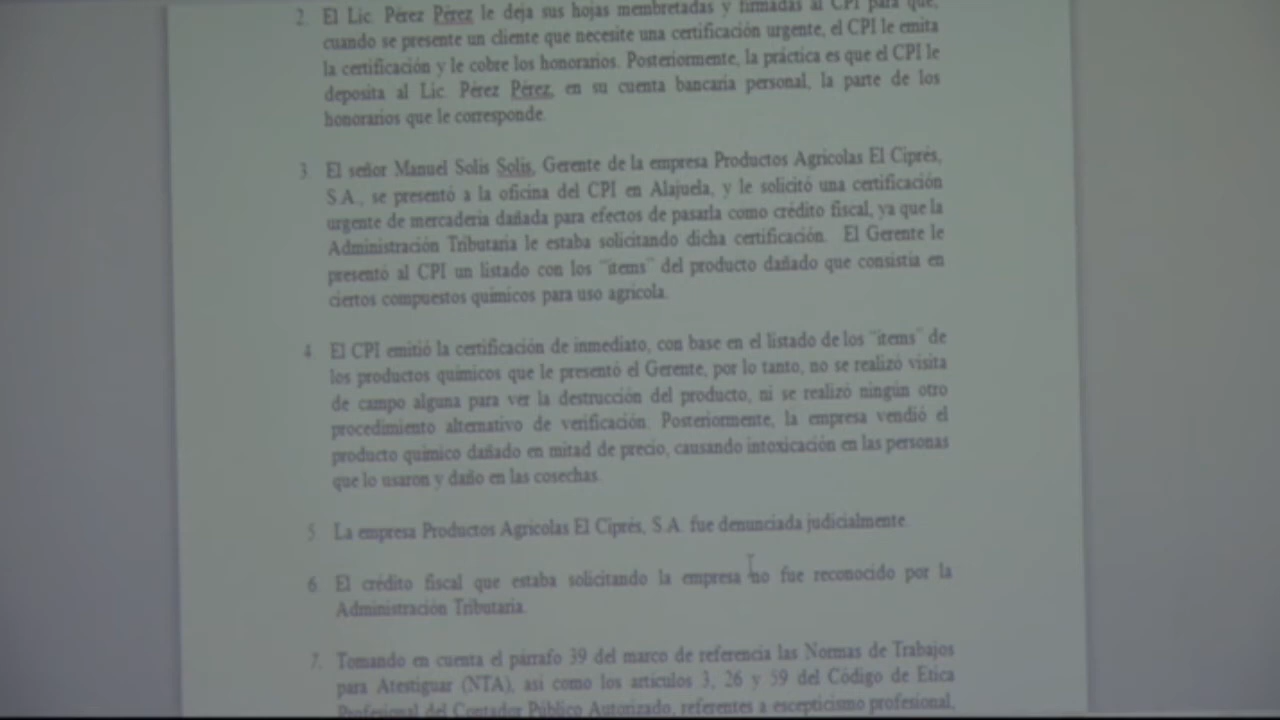 2. El Lic. Pérez Pérez le deja sus hojas membretadas y firmadas al CPI para que,
cuando se presente un cliente que necesite una certificación urgente, el CPI le emita
la certificación y le cobre los honorarios. Posteriormente, la práctica es que el CPI le
deposita al Lic. Pérez Pérez, en su cuenta bancaria personal, la parte de los
honorarios que le corresponde.
3. El señor Manuel Solis Solis, Gerente de la empresa Productos Agrícolas El Ciprés,
S.A., se presentó a la oficina del CPI en Alajuela, y le solicitó una certificación
urgente de mercadería dañada para efectos de pasarla como crédito fiscal, ya que la
Administración Tributaria le estaba solicitando dicha certificación. El Gerente le
presentó al CPI un listado con los "items" del producto dañado que consistía en
ciertos compuestos químicos para uso agrícola.
4. El CPI emitió la certificación de inmediato, con base en el listado de los "items" de
los productos químicos que le presentó el Gerente, por lo tanto, no se realizó visita
de campo alguna para ver la destrucción del producto, ni se realizó ningún otro
procedimiento alternativo de verificación. Posteriormente, la empresa vendió el
producto químico dañado en mitad de precio, causando intoxicación en las personas
que lo usaron y daño en las cosechas.
5. La empresa Productos Agrícolas El Ciprés, S.A. fue denunciada judicialmente.
6. El crédito fiscal que estaba solicitando la empresa no fue reconocido por la
Administración Tributaria.
7. Tomando en cuenta el párrafo 39 del marco de referencia las Normas de Trabajos
para Atestiguar (NTA), así como los artículos 3, 26 y 59 del Código de Etica
Profesional del Contador Público Autorizado, referentes a escepticismo profesional,